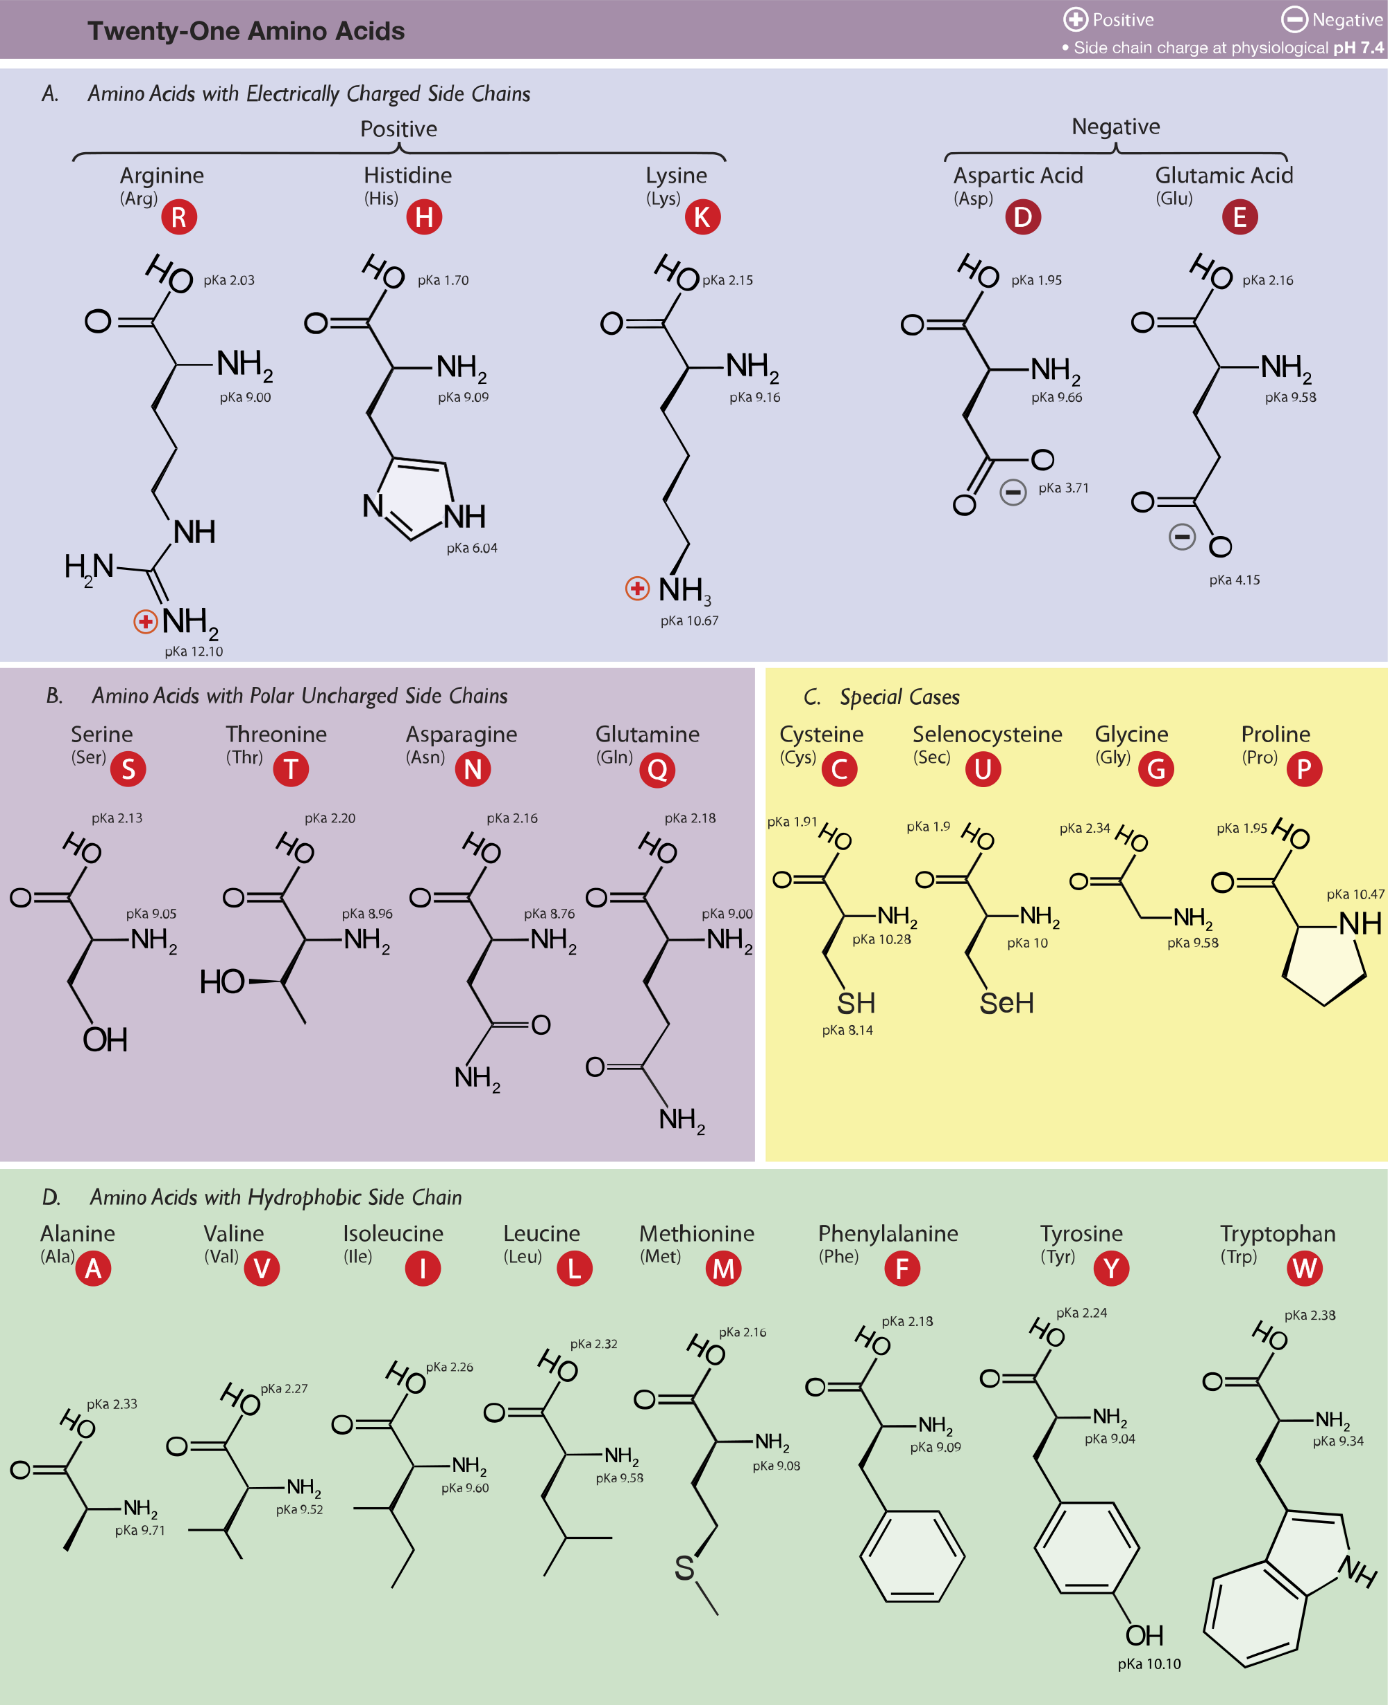 Twenty-One Amino Acids
+ Positive − Negative
• Side chain charge at physiological pH 7.4
A. Amino Acids with Electrically Charged Side Chains
Positive
Negative
Arginine
(Arg)
R
pKa 2.03
HO
O
NH2
pKa 9.00
NH
H2N
+ NH2
pKa 12.10
Histidine
(His)
H
pKa 1.70
HO
O
NH2
pKa 9.09
N
NH
pKa 6.04
Lysine
(Lys)
K
pKa 2.15
HO
O
NH2
pKa 9.16
+ NH3
pKa 10.67
Aspartic Acid
(Asp)
D
pKa 1.95
HO
O
NH2
pKa 9.66
O
−
pKa 3.71
O
Glutamic Acid
(Glu)
E
pKa 2.16
HO
O
NH2
pKa 9.58
O
−
O
pKa 4.15
B. Amino Acids with Polar Uncharged Side Chains
Serine
(Ser)
S
pKa 2.13
HO
O
pKa 9.05
NH2
OH
Threonine
(Thr)
T
pKa 2.20
HO
O
pKa 8.96
NH2
HO
Asparagine
(Asn)
N
pKa 2.16
HO
O
pKa 8.76
NH2
O
NH2
Glutamine
(Gln)
Q
pKa 2.18
HO
O
pKa 9.00
NH2
O
NH2
C. Special Cases
Cysteine
(Cys)
C
pKa 1.91
HO
O
NH2
pKa 10.28
SH
pKa 8.14
Selenocysteine
(Sec)
U
pKa 1.9
HO
O
NH2
pKa 10
SeH
Glycine
(Gly)
G
pKa 2.34
HO
O
NH2
pKa 9.58
Proline
(Pro)
P
pKa 1.95
HO
O
pKa 10.47
NH
D. Amino Acids with Hydrophobic Side Chain
Alanine
(Ala)
A
pKa 2.33
HO
O
NH2
pKa 9.71
Valine
(Val)
V
pKa 2.27
HO
O
NH2
pKa 9.52
Isoleucine
(Ile)
I
pKa 2.26
HO
O
NH2
pKa 9.60
Leucine
(Leu)
L
pKa 2.32
HO
O
NH2
pKa 9.58
Methionine
(Met)
M
pKa 2.16
HO
O
NH2
pKa 9.08
S
Phenylalanine
(Phe)
F
pKa 2.18
HO
O
NH2
pKa 9.09
Tyrosine
(Tyr)
Y
pKa 2.24
HO
O
NH2
pKa 9.04
OH
pKa 10.10
Tryptophan
(Trp)
W
pKa 2.38
HO
O
NH2
pKa 9.34
NH